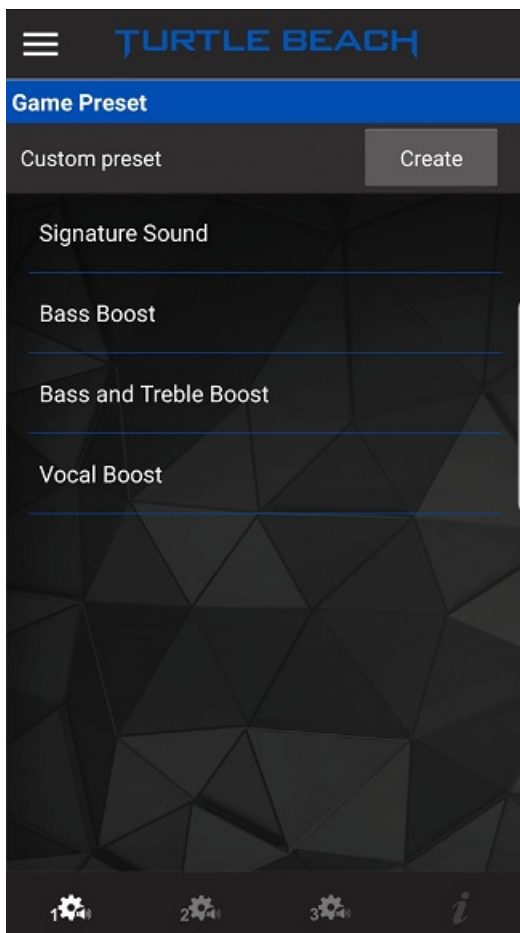 TURTLE BEACH
Game Preset
Custom preset Create
Signature Sound
Bass Boost
Bass and Treble Boost
Vocal Boost
1 2 3 i